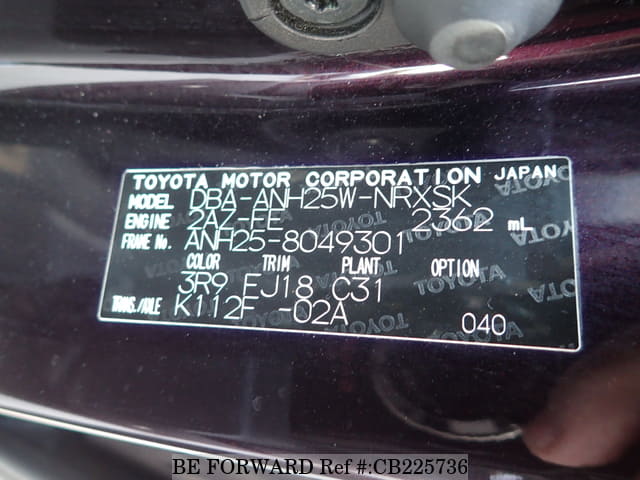 TOYOTA MOTOR CORPORATION JAPAN
MODEL DBA-ANH25W-NRXSK
ENGINE 2AZ-FE 2362 mL
FRAME No. ANH25-8049301
COLOR TRIM PLANT OPTION
3R9 FJ18 C31
TRANS./AXLE K112F -02A
040
BE FORWARD Ref #:CB225736